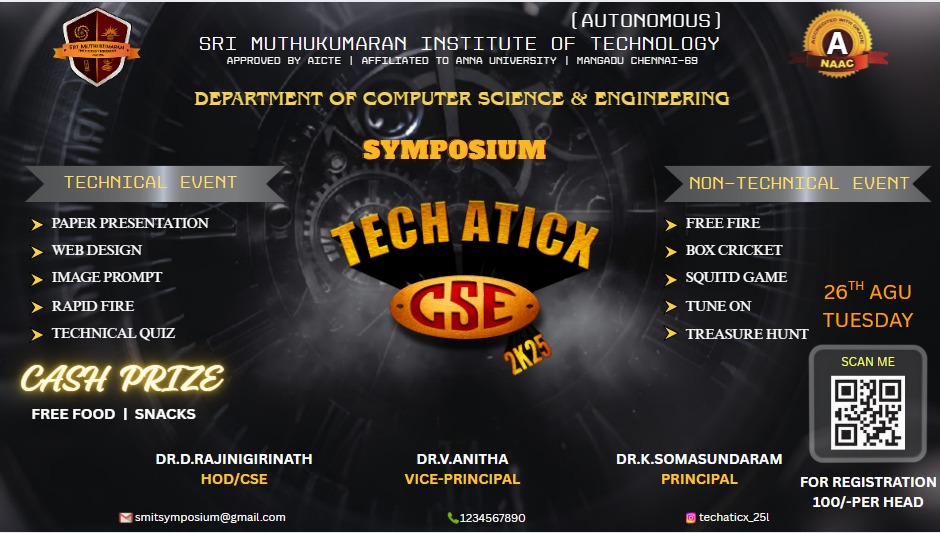 (AUTONOMOUS)
SRI MUTHUKUMARAN INSTITUTE OF TECHNOLOGY
APPROVED BY AICTE | AFFILIATED TO ANNA UNIVERSITY | MANGADU CHENNAI-69
A
NAAC
DEPARTMENT OF COMPUTER SCIENCE & ENGINEERING
SYMPOSIUM
TECH ATICX
CSE
2K25
TECHNICAL EVENT
PAPER PRESENTATION
WEB DESIGN
IMAGE PROMPT
RAPID FIRE
TECHNICAL QUIZ
CASH PRIZE
FREE FOOD | SNACKS
NON-TECHNICAL EVENT
FREE FIRE
BOX CRICKET
SQUITD GAME
TUNE ON
TREASURE HUNT
26TH AGU
TUESDAY
SCAN ME
FOR REGISTRATION
100/-PER HEAD
DR.D.RAJINIGIRINATH
HOD/CSE
DR.V.ANITHA
VICE-PRINCIPAL
DR.K.SOMASUNDARAM
PRINCIPAL
smitsymposium@gmail.com
1234567890
techaticx_25l